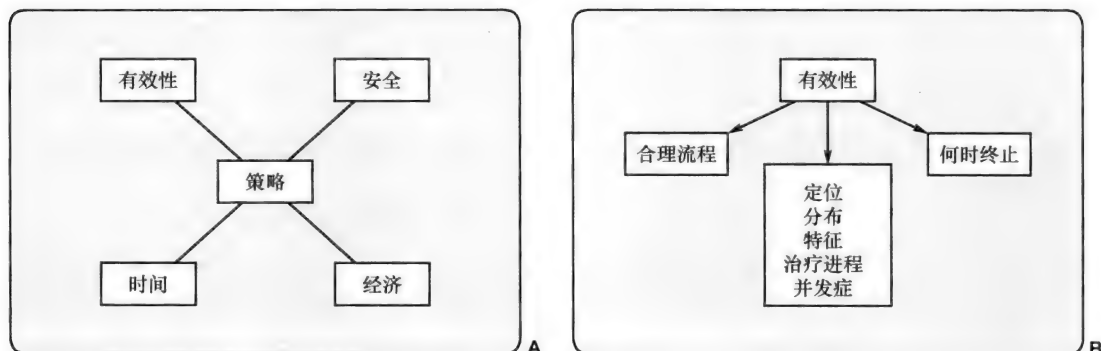 有效性
安全
策略
时间
经济
A
有效性
合理流程
何时终止
定位
分布
特征
治疗进程
并发症
B